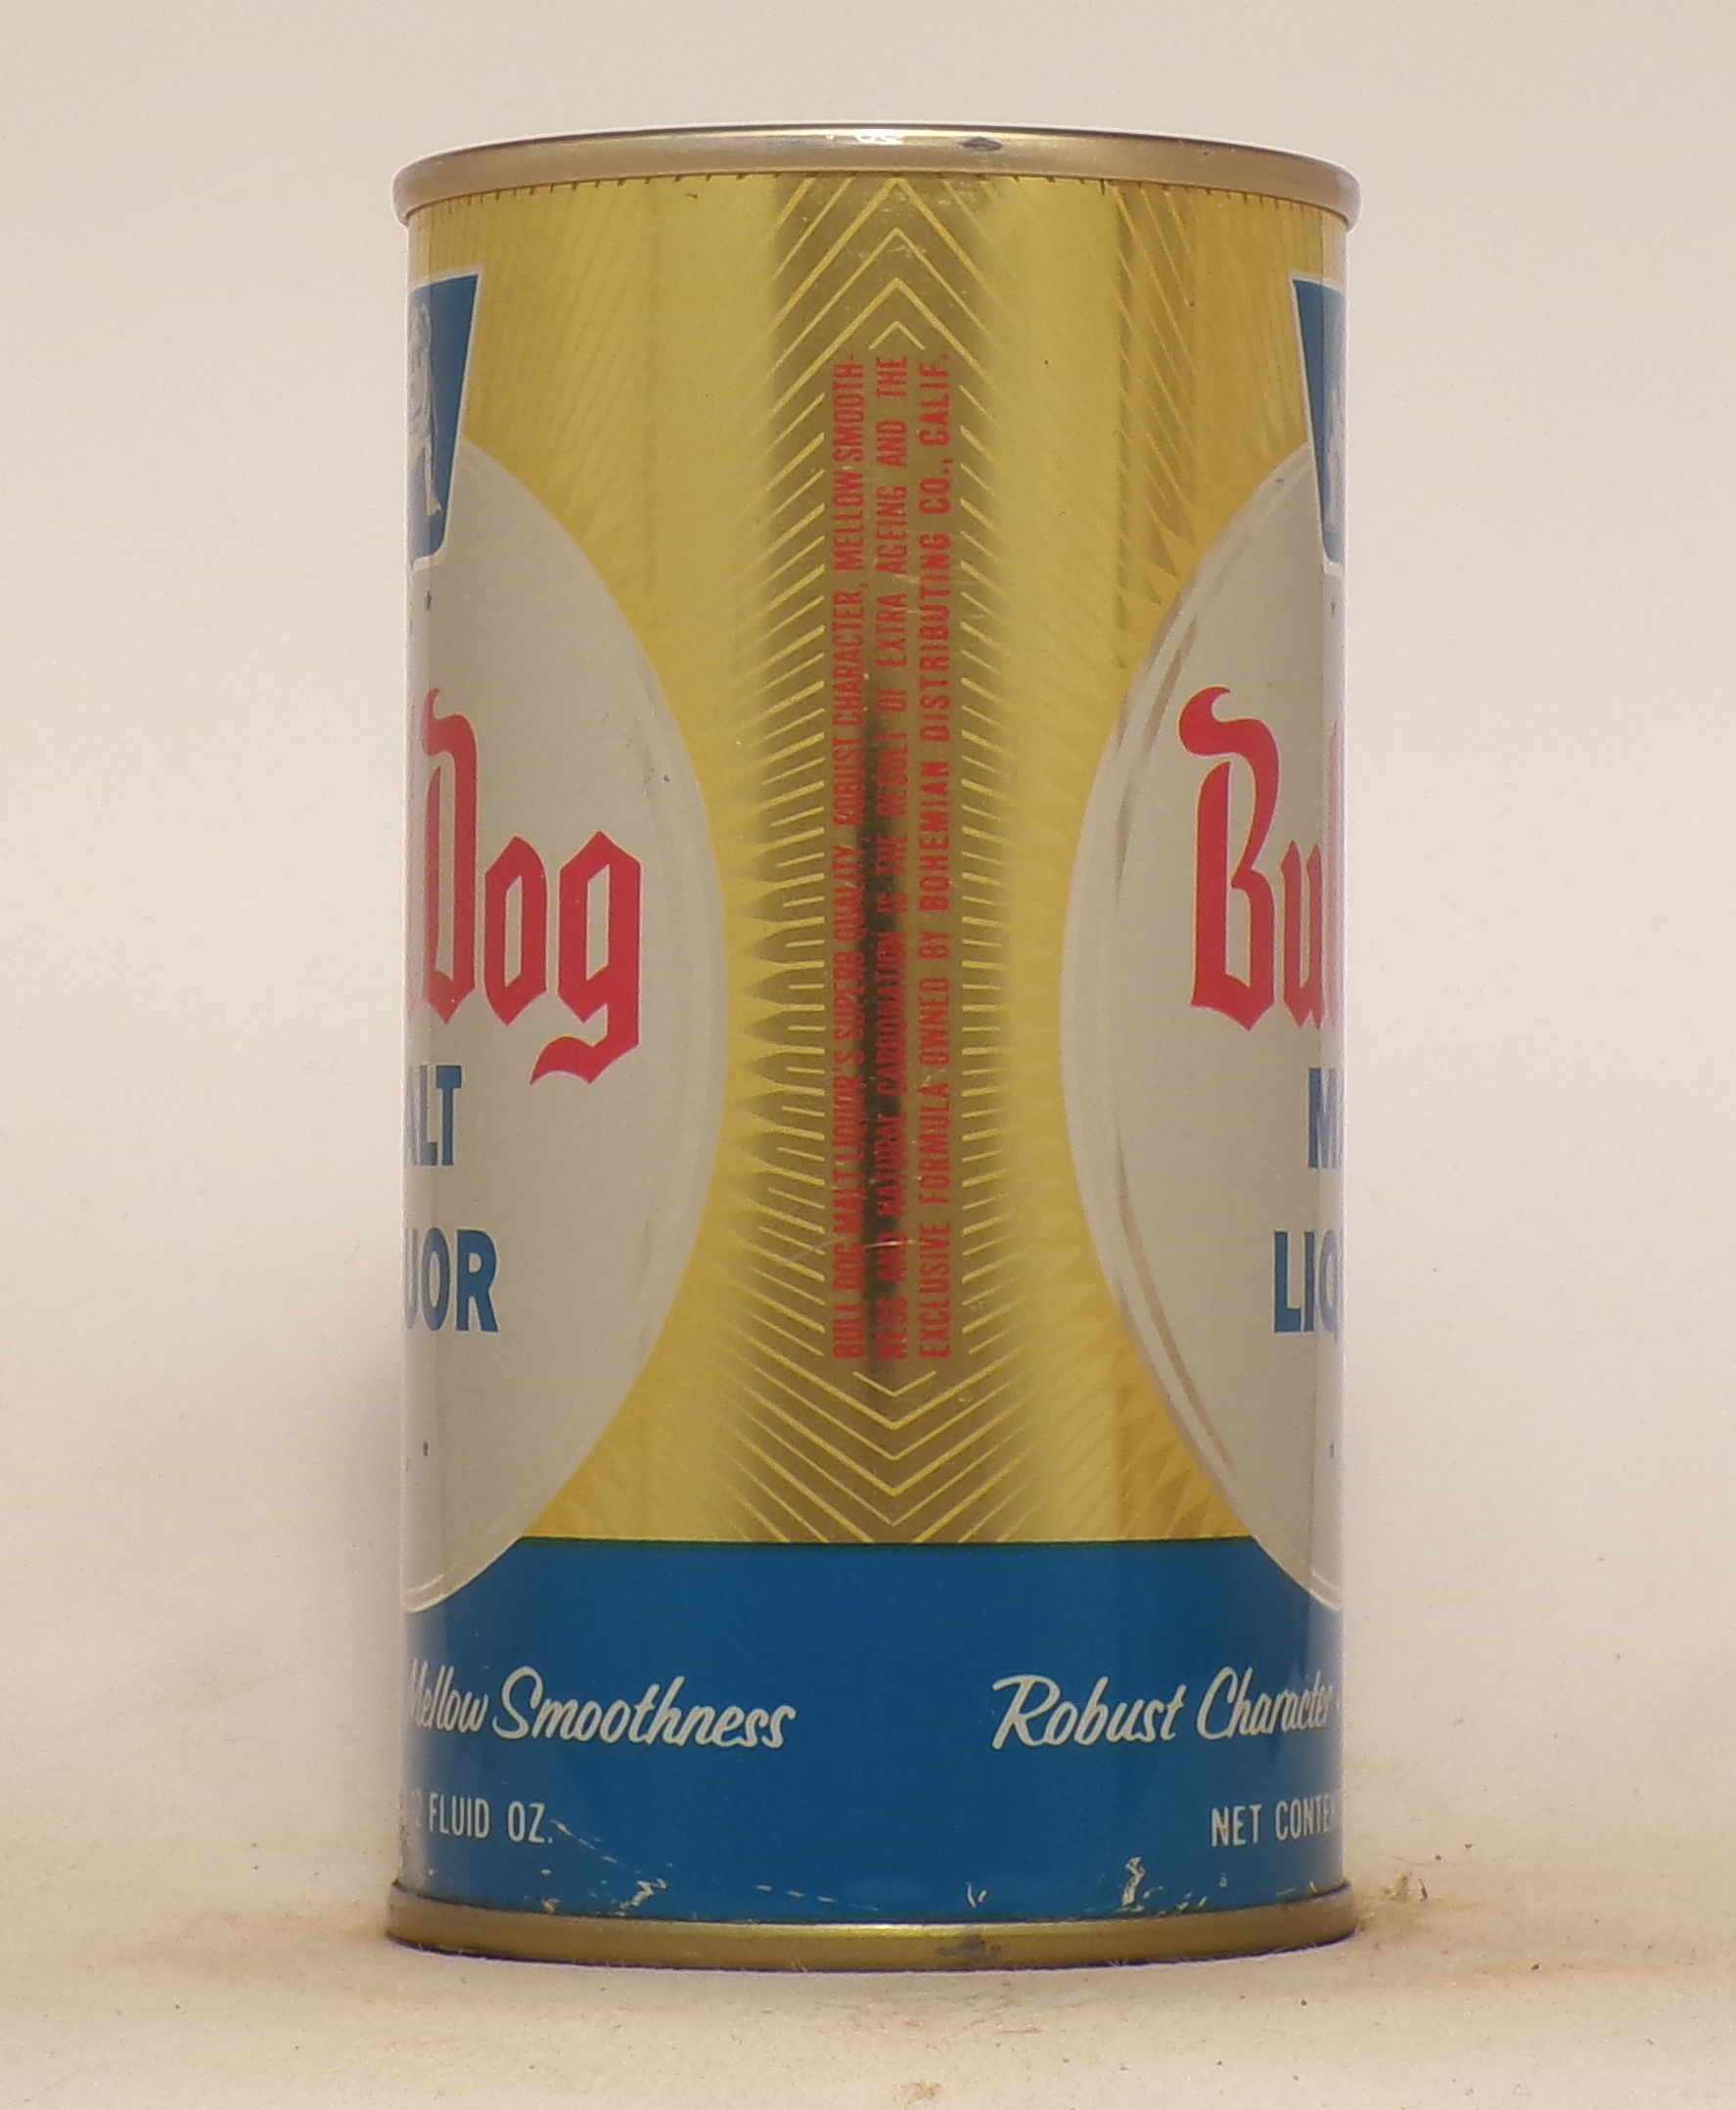 BULL DOG MALT LIQUOR'S SUPERB QUALITY, ROBUST CHARACTER, MELLOW SMOOTH-
NESS AND NATURAL CARBONATION IS THE RESULT OF EXTRA AGEING AND THE
EXCLUSIVE FORMULA OWNED BY BOHEMIAN DISTRIBUTING CO., CALIF.
Dog
ALT
UOR
Mellow Smoothness
FLUID OZ.
Bu
M
LIQ
Robust Character
NET CONTE